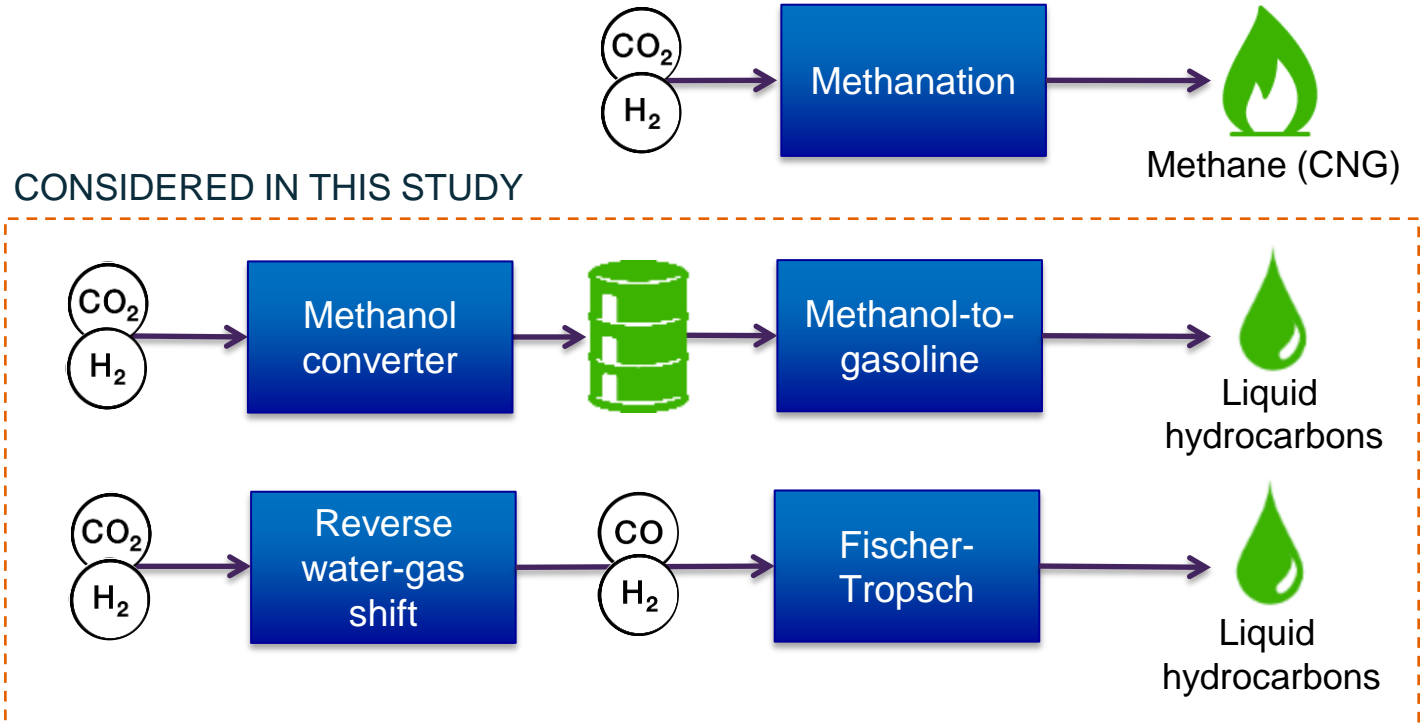 CO₂
H₂
Methanation
Methane (CNG)
CONSIDERED IN THIS STUDY
CO₂
H₂
Methanol
converter
Methanol-to-
gasoline
Liquid
hydrocarbons
CO₂
H₂
Reverse
water-gas
shift
CO
H₂
Fischer-
Tropsch
Liquid
hydrocarbons